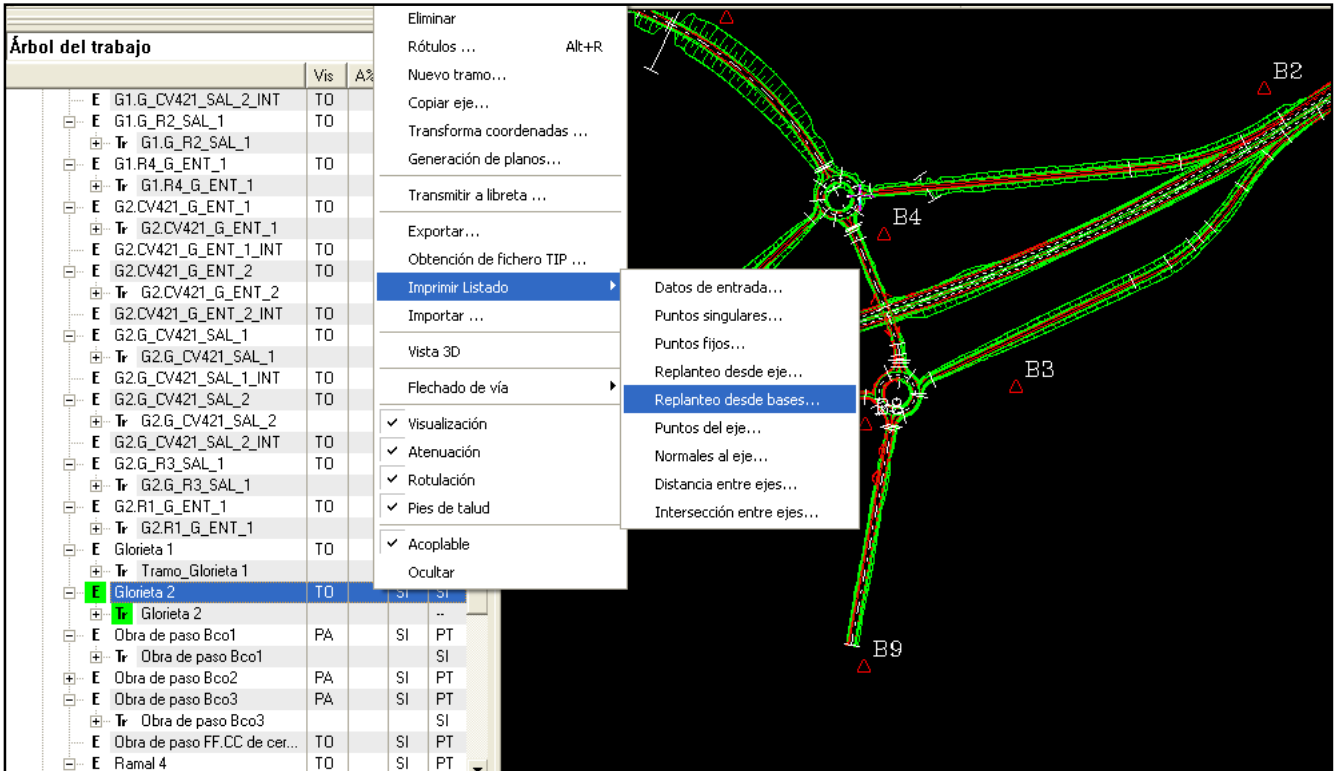 Árbol del trabajo
Vis A%
E G1.G_CV421_SAL_2_INT TO
E G1.G_R2_SAL_1 TO
Tr G1.G_R2_SAL_1
E G1.R4_G_ENT_1 TO
Tr G1.R4_G_ENT_1
E G2.CV421_G_ENT_1 TO
Tr G2.CV421_G_ENT_1
E G2.CV421_G_ENT_1_INT TO
E G2.CV421_G_ENT_2 TO
Tr G2.CV421_G_ENT_2
E G2.CV421_G_ENT_2_INT TO
E G2.G_CV421_SAL_1 TO
Tr G2.G_CV421_SAL_1
E G2.G_CV421_SAL_1_INT TO
E G2.G_CV421_SAL_2 TO
Tr G2.G_CV421_SAL_2
E G2.G_CV421_SAL_2_INT TO
E G2.G_R3_SAL_1 TO
Tr G2.G_R3_SAL_1
E G2.R1_G_ENT_1 TO
Tr G2.R1_G_ENT_1
E Glorieta 1 TO
Tr Tramo_Glorieta 1
E Glorieta 2 TO SI SI
Tr Glorieta 2 --
E Obra de paso Bco1 PA SI PT
Tr Obra de paso Bco1 SI
E Obra de paso Bco2 PA SI PT
E Obra de paso Bco3 PA SI PT
Tr Obra de paso Bco3 SI
E Obra de paso FF.CC de cer... TO SI PT
E Ramal 4 TO SI PT
Eliminar
Rótulos ... Alt+R
Nuevo tramo...
Copiar eje...
Transforma coordenadas ...
Generación de planos...
Transmitir a libreta ...
Exportar...
Obtención de fichero TIP ...
Imprimir Listado
Importar ...
Vista 3D
Flechado de vía
Visualización
Atenuación
Rotulación
Pies de talud
Acoplable
Ocultar
Datos de entrada...
Puntos singulares...
Puntos fijos...
Replanteo desde eje...
Replanteo desde bases...
Puntos del eje...
Normales al eje...
Distancia entre ejes...
Intersección entre ejes...
B2
B4
B3
B9